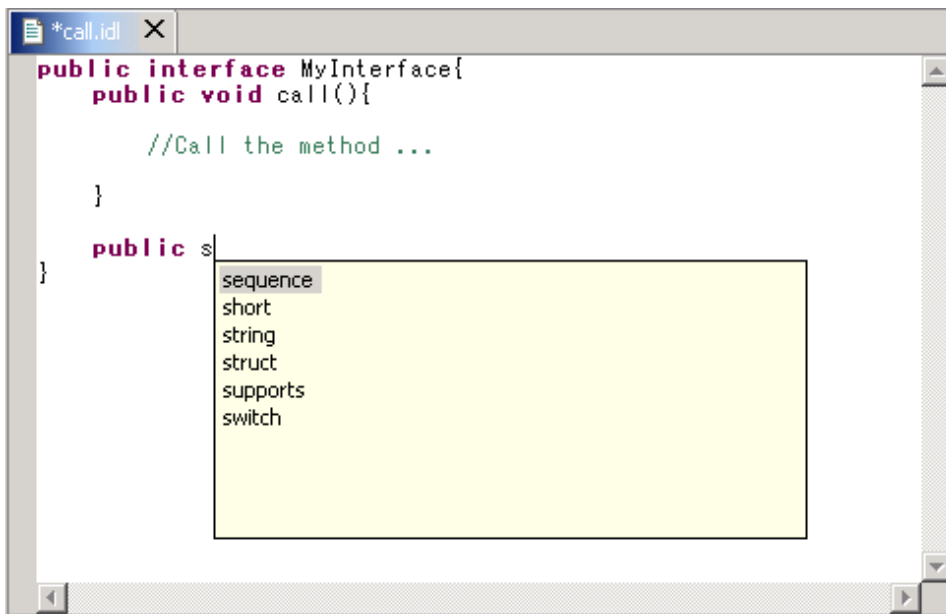 *call.idl
public interface MyInterface{
public void call(){
//Call the method ...
}
public s
}
sequence
short
string
struct
supports
switch